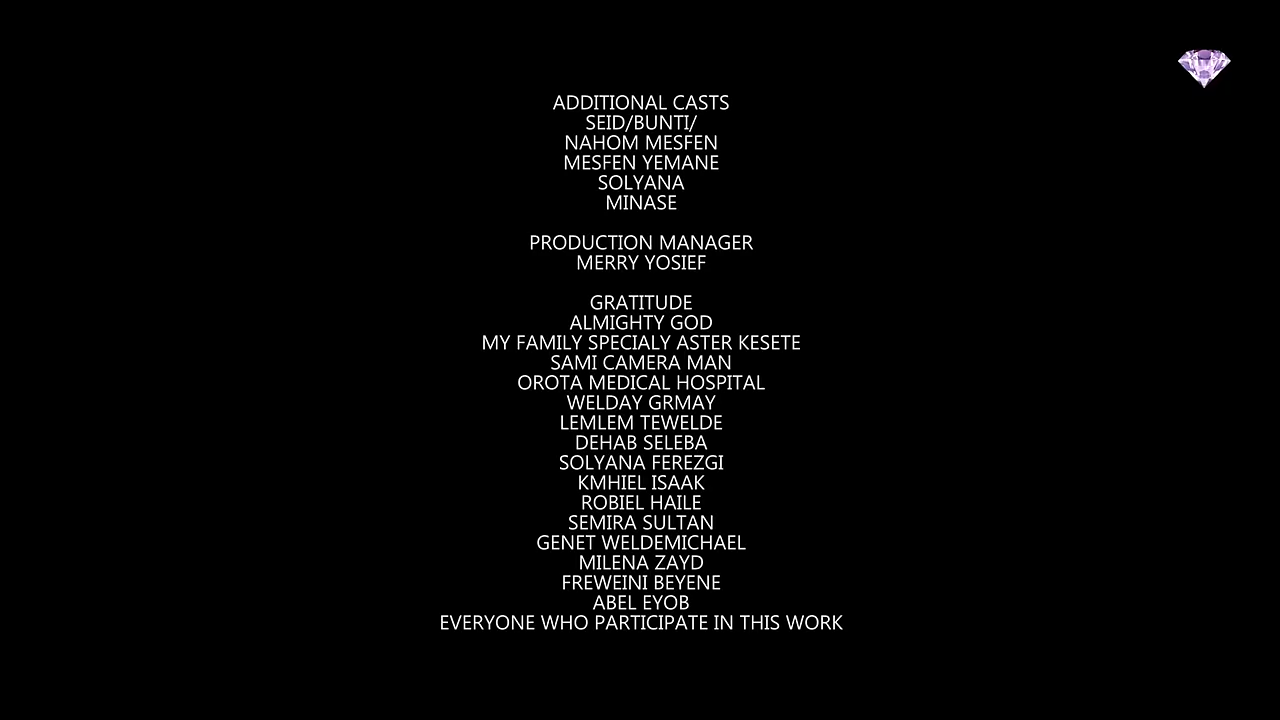 ADDITIONAL CASTS
SEID/BUNTI/
NAHOM MESFEN
MESFEN YEMANE
SOLYANA
MINASE
PRODUCTION MANAGER
MERRY YOSIEF
GRATITUDE
ALMIGHTY GOD
MY FAMILY SPECIALY ASTER KESETE
SAMI CAMERA MAN
OROTA MEDICAL HOSPITAL
WELDAY GRMAY
LEMLEM TEWELDE
DEHAB SELEBA
SOLYANA FEREZGI
KMHIEL ISAAK
ROBIEL HAILE
SEMIRA SULTAN
GENET WELDEMICHAEL
MILENA ZAYD
FREWEINI BEYENE
ABEL EYOB
EVERYONE WHO PARTICIPATE IN THIS WORK